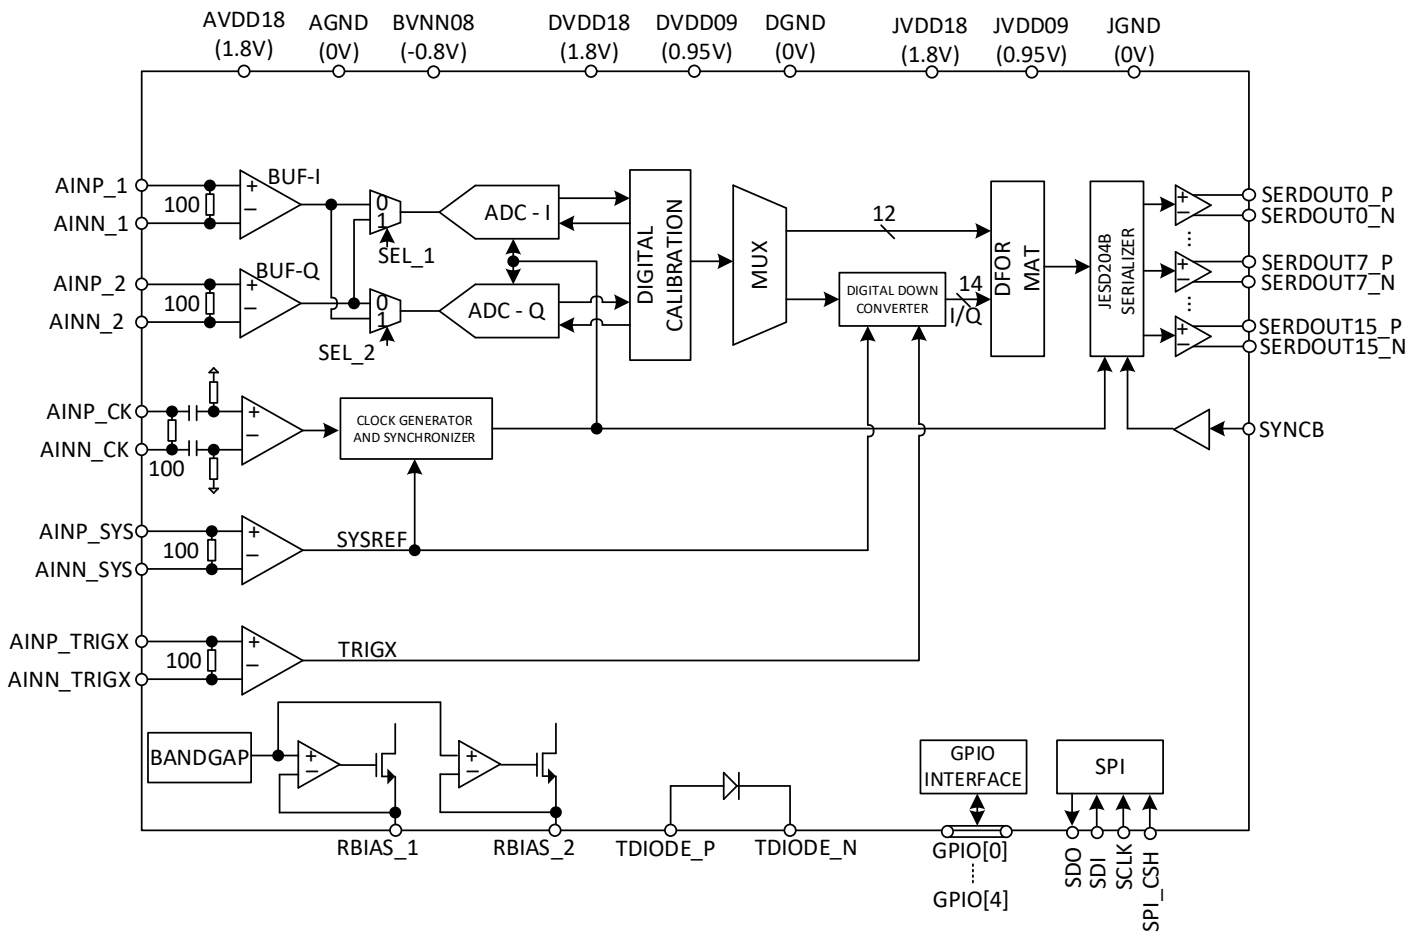 AVDD18
(1.8V)
AGND
(0V)
BVNN08
(-0.8V)
DVDD18
(1.8V)
DVDD09
(0.95V)
DGND
(0V)
JVDD18
(1.8V)
JVDD09
(0.95V)
JGND
(0V)
AINP_1
AINN_1
100
+
−
BUF-I
0
1
SEL_1
ADC - I
AINP_2
AINN_2
100
+
−
BUF-Q
0
1
SEL_2
ADC - Q
DIGITAL
CALIBRATION
MUX
12
DIGITAL DOWN
CONVERTER
14
I/Q
DFOR
MAT
JESD204B
SERIALIZER
+
−
SERDOUT0_P
SERDOUT0_N
...
+
−
SERDOUT7_P
SERDOUT7_N
...
+
−
SERDOUT15_P
SERDOUT15_N
AINP_CK
AINN_CK
100
+
−
CLOCK GENERATOR
AND SYNCHRONIZER
SYNCB
AINP_SYS
AINN_SYS
100
+
−
SYSREF
AINP_TRIGX
AINN_TRIGX
100
+
−
TRIGX
BANDGAP
+
−
+
−
GPIO
INTERFACE
SPI
RBIAS_1
RBIAS_2
TDIODE_P
TDIODE_N
GPIO[0]
......
GPIO[4]
SDO
SDI
SCLK
SPI_CSH